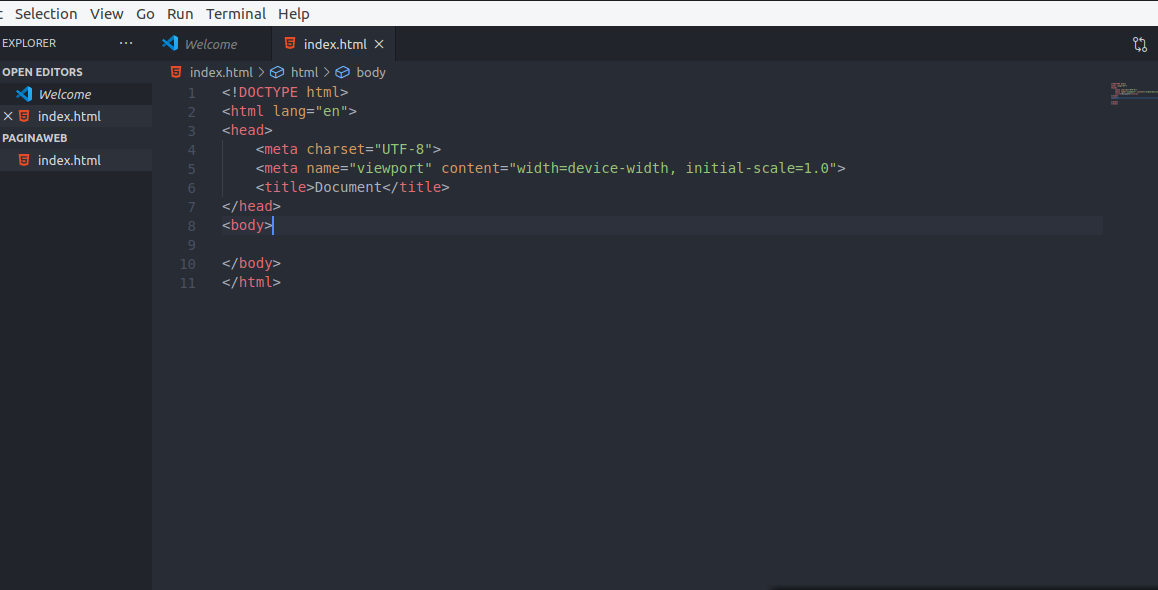 Selection View Go Run Terminal Help
EXPLORER ··· Welcome index.html
OPEN EDITORS
Welcome
index.html
PAGINAWEB
index.html
index.html > html > body
1 <!DOCTYPE html>
2 <html lang="en">
3 <head>
4 <meta charset="UTF-8">
5 <meta name="viewport" content="width=device-width, initial-scale=1.0">
6 <title>Document</title>
7 </head>
8 <body>
9
10 </body>
11 </html>